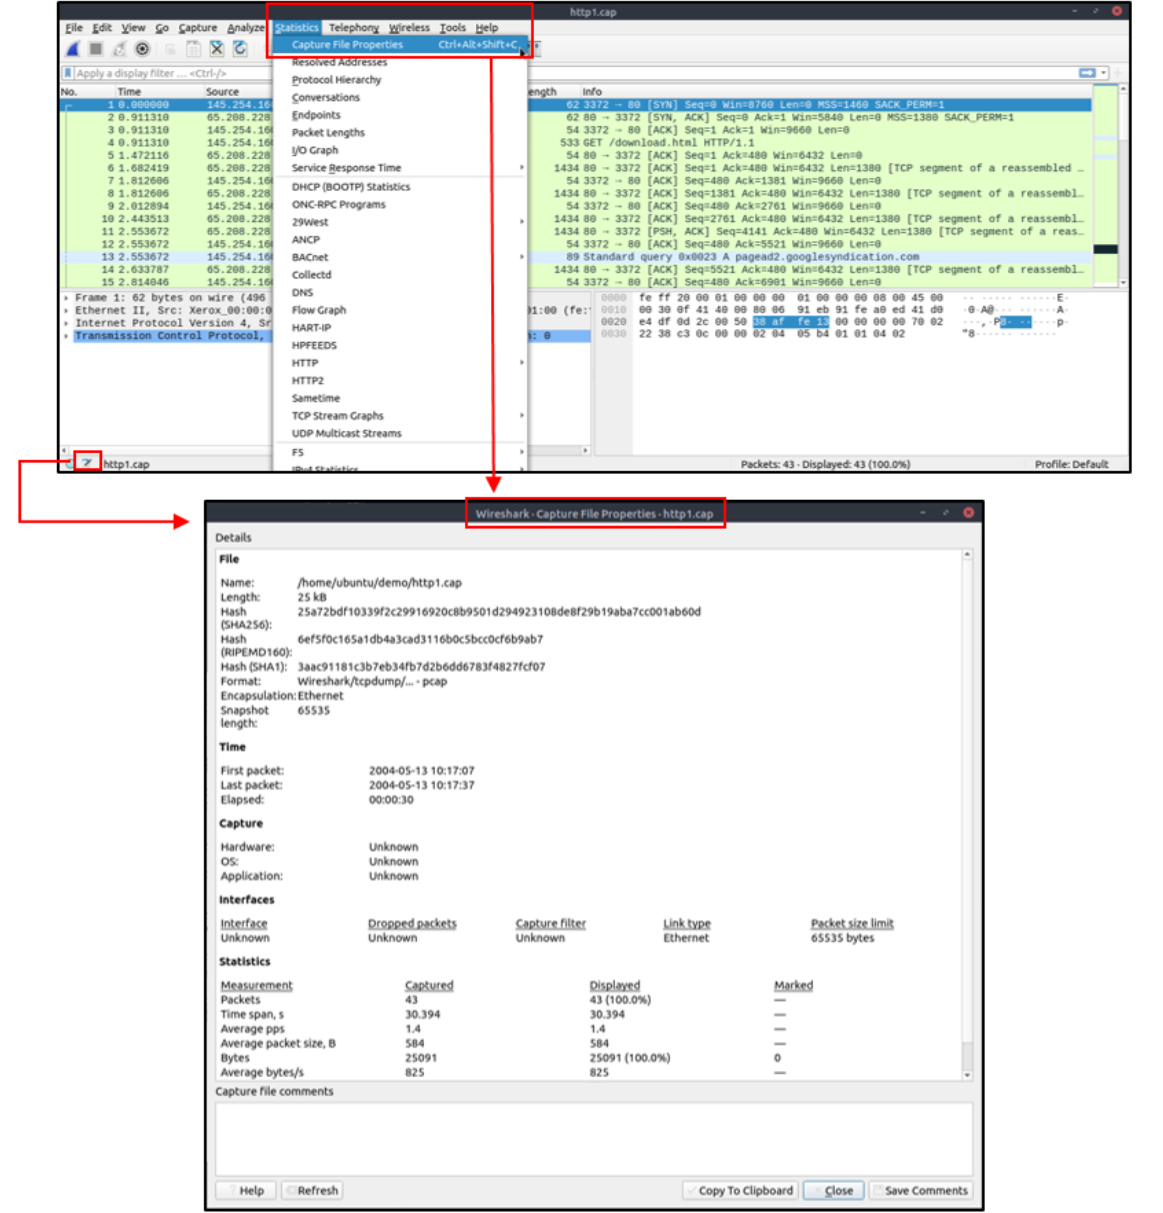 http1.cap
File Edit View Go Capture Analyze Statistics Telephony Wireless Tools Help
Capture File Properties Ctrl+Alt+Shift+C
Apply a display filter ... <Ctrl-/>
Resolved Addresses
Protocol Hierarchy
Conversations
Endpoints
Packet Lengths
I/O Graph
Service Response Time
DHCP (BOOTP) Statistics
ONC-RPC Programs
29West
ANCP
BACnet
Collectd
DNS
Flow Graph
HART-IP
HPFEEDS
HTTP
HTTP2
Sametime
TCP Stream Graphs
UDP Multicast Streams
F5
IPv4 Statistics
No. Time Source ength Info
1 0.000000 145.254.16 62 3372 → 80 [SYN] Seq=0 Win=8760 Len=0 MSS=1460 SACK_PERM=1
2 0.911310 65.208.228 62 80 → 3372 [SYN, ACK] Seq=0 Ack=1 Win=5840 Len=0 MSS=1380 SACK_PERM=1
3 0.911310 145.254.16 54 3372 → 80 [ACK] Seq=1 Ack=1 Win=9660 Len=0
4 0.911310 145.254.16 533 GET /download.html HTTP/1.1
5 1.472116 65.208.228 54 80 → 3372 [ACK] Seq=1 Ack=480 Win=6432 Len=0
6 1.682419 65.208.228 1434 80 → 3372 [ACK] Seq=1 Ack=480 Win=6432 Len=1380 [TCP segment of a reassembled …
7 1.812606 145.254.16 54 3372 → 80 [ACK] Seq=480 Ack=1381 Win=9660 Len=0
8 1.812606 65.208.228 1434 80 → 3372 [ACK] Seq=1381 Ack=480 Win=6432 Len=1380 [TCP segment of a reassembl…
9 2.012894 145.254.16 54 3372 → 80 [ACK] Seq=480 Ack=2761 Win=9660 Len=0
10 2.443513 65.208.228 1434 80 → 3372 [ACK] Seq=2761 Ack=480 Win=6432 Len=1380 [TCP segment of a reassembl…
11 2.553672 65.208.228 1434 80 → 3372 [PSH, ACK] Seq=4141 Ack=480 Win=6432 Len=1380 [TCP segment of a reas…
12 2.553672 145.254.16 54 3372 → 80 [ACK] Seq=480 Ack=5521 Win=9660 Len=0
13 2.553672 145.254.16 89 Standard query 0x0023 A pagead2.googlesyndication.com
14 2.633787 65.208.228 1434 80 → 3372 [ACK] Seq=5521 Ack=480 Win=6432 Len=1380 [TCP segment of a reassembl…
15 2.814046 65.208.228 54 80 → 3372 [ACK] Seq=6901 Ack=480 Win=6432 Len=0
Frame 1: 62 bytes on wire (496
Ethernet II, Src: Xerox_00:00:0 01:00 (fe:
Internet Protocol Version 4, Sr
Transmission Control Protocol, n: 0
0000 fe ff 20 00 01 00 00 00 01 00 00 00 08 00 45 00 ·· ····· ······E·
0010 00 30 0f 41 40 00 80 06 91 eb 91 fe a0 ed 41 d0 ·0·A@··· ······A·
0020 e4 df 0d 2c 00 50 38 af fe 13 00 00 00 00 70 02 ···,·P8· ······p·
0030 22 38 c3 0c 00 00 02 04 05 b4 01 01 04 02 "8······ ······
http1.cap Packets: 43 · Displayed: 43 (100.0%) Profile: Default
Wireshark · Capture File Properties · http1.cap
Details
File
Name: /home/ubuntu/demo/http1.cap
Length: 25 kB
Hash (SHA256): 25a72bdf10339f2c29916920c8b9501d294923108de8f29b19aba7cc001ab60d
Hash (RIPEMD160): 6ef5f0c165a1db4a3cad3116b0c5bcc0cf6b9ab7
Hash (SHA1): 3aac91181c3b7eb34fb7d2b6dd6783f4827fcf07
Format: Wireshark/tcpdump/... - pcap
Encapsulation: Ethernet
Snapshot length: 65535
Time
First packet: 2004-05-13 10:17:07
Last packet: 2004-05-13 10:17:37
Elapsed: 00:00:30
Capture
Hardware: Unknown
OS: Unknown
Application: Unknown
Interfaces
Interface Dropped packets Capture filter Link type Packet size limit
Unknown Unknown Unknown Ethernet 65535 bytes
Statistics
Measurement Captured Displayed Marked
Packets 43 43 (100.0%) —
Time span, s 30.394 30.394 —
Average pps 1.4 1.4 —
Average packet size, B 584 584 —
Bytes 25091 25091 (100.0%) 0
Average bytes/s 825 825 —
Capture file comments
Help Refresh Copy To Clipboard Close Save Comments